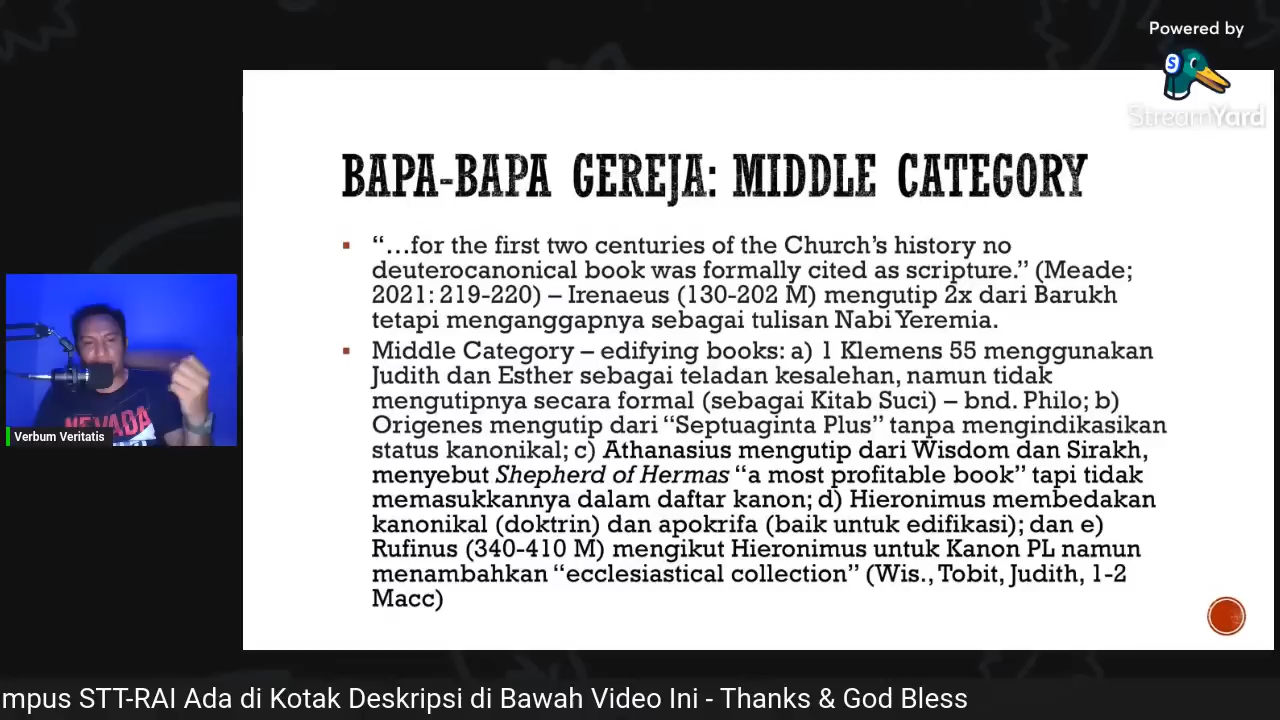 Powered by
StreamYard
BAPA-BAPA GEREJA: MIDDLE CATEGORY
▪ “…for the first two centuries of the Church’s history no
deuterocanonical book was formally cited as scripture.” (Meade;
2021: 219-220) – Irenaeus (130-202 M) mengutip 2x dari Barukh
tetapi menganggapnya sebagai tulisan Nabi Yeremia.
▪ Middle Category – edifying books: a) 1 Klemens 55 menggunakan
Judith dan Esther sebagai teladan kesalehan, namun tidak
mengutipnya secara formal (sebagai Kitab Suci) – bnd. Philo; b)
Origenes mengutip dari “Septuaginta Plus” tanpa mengindikasikan
status kanonikal; c) Athanasius mengutip dari Wisdom dan Sirakh,
menyebut Shepherd of Hermas “a most profitable book” tapi tidak
memasukkannya dalam daftar kanon; d) Hieronimus membedakan
kanonikal (doktrin) dan apokrifa (baik untuk edifikasi); dan e)
Rufinus (340-410 M) mengikut Hieronimus untuk Kanon PL namun
menambahkan “ecclesiastical collection” (Wis., Tobit, Judith, 1-2
Macc)
NEVADA
Verbum Veritatis
mpus STT-RAI Ada di Kotak Deskripsi di Bawah Video Ini - Thanks & God Bless